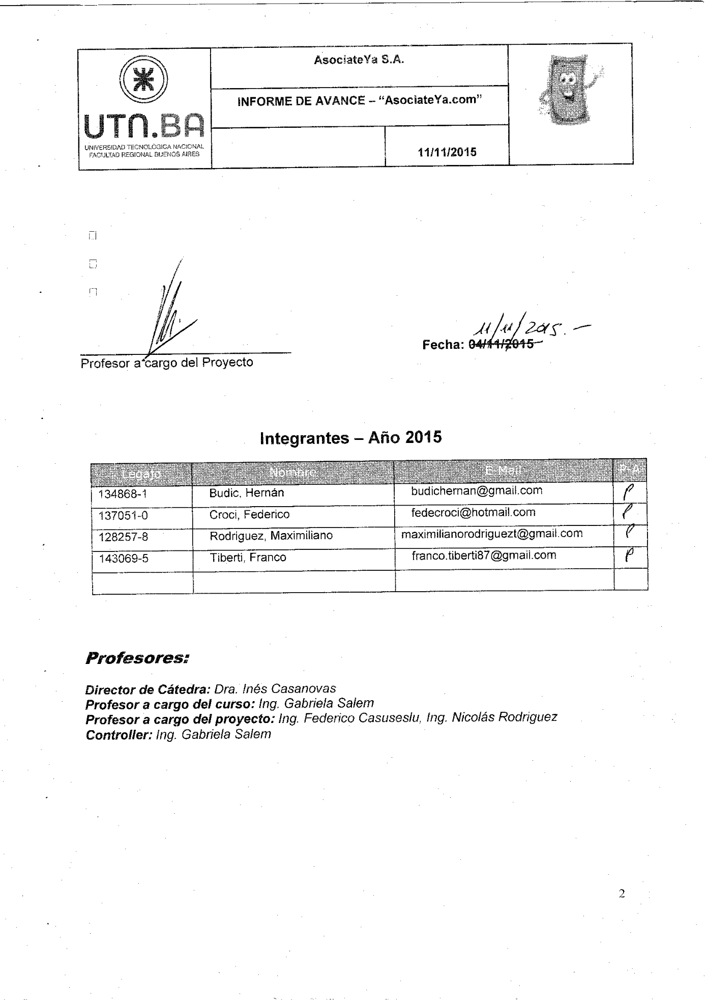 AsociateYa S.A.
UTN.BA
UNIVERSIDAD TECNOLÓGICA NACIONAL
FACULTAD REGIONAL BUENOS AIRES
INFORME DE AVANCE – “AsociateYa.com”
11/11/2015
11/11/2015.-
Fecha: 04/11/2015
Profesor a cargo del Proyecto
Integrantes – Año 2015
Legajo Nombre E-Mail P-A
134868-1 Budic, Hernán budichernan@gmail.com P
137051-0 Croci, Federico fedecroci@hotmail.com P
128257-8 Rodriguez, Maximiliano maximilianorodriguezt@gmail.com P
143069-5 Tiberti, Franco franco.tiberti87@gmail.com P
Profesores:
Director de Cátedra: Dra. Inés Casanovas
Profesor a cargo del curso: Ing. Gabriela Salem
Profesor a cargo del proyecto: Ing. Federico Casuseslu, Ing. Nicolás Rodriguez
Controller: Ing. Gabriela Salem
2